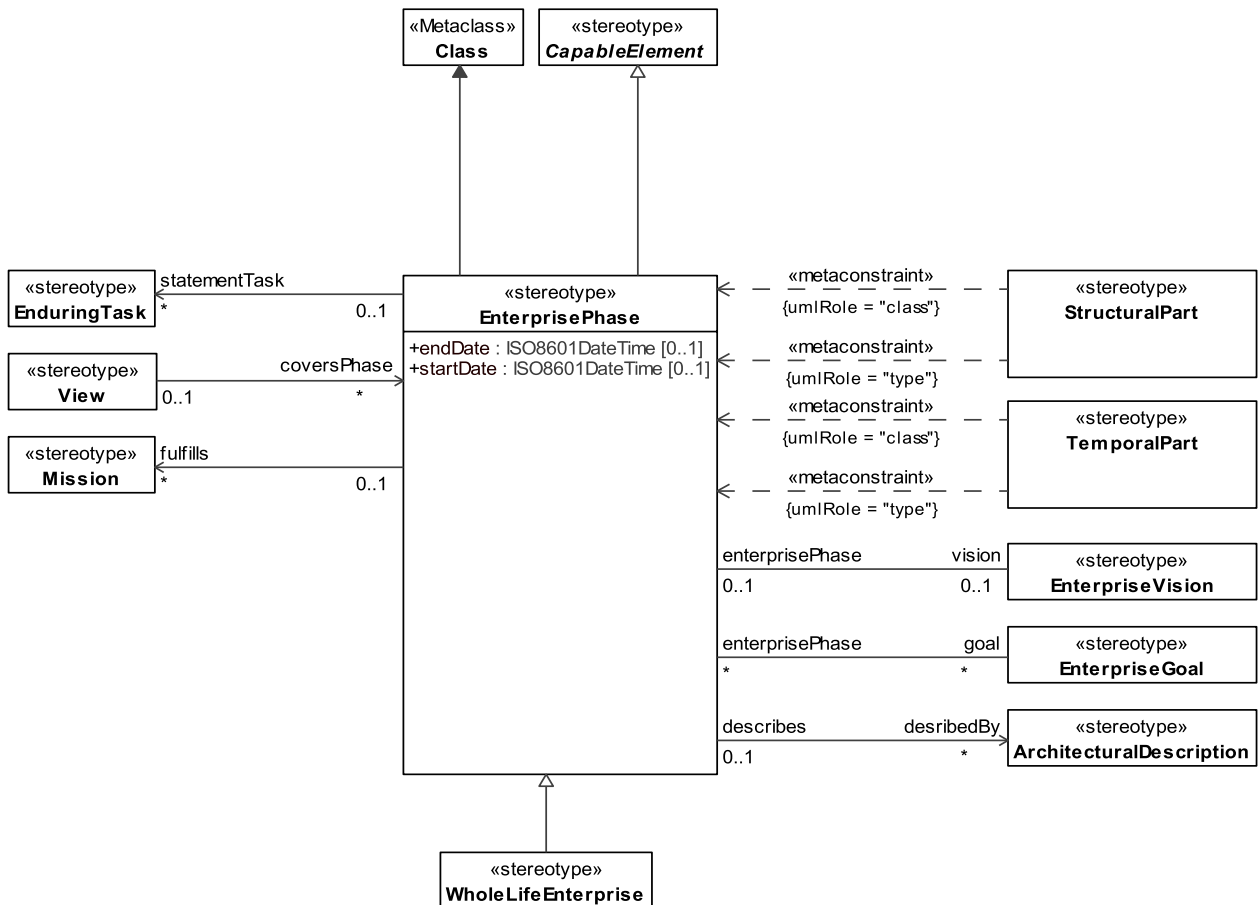 «Metaclass»
Class
«stereotype»
CapableElement
«stereotype»
EnduringTask
statementTask
*
0..1
«stereotype»
View
coversPhase
0..1
*
«stereotype»
Mission
fulfills
*
0..1
«stereotype»
EnterprisePhase
+endDate : ISO8601DateTime [0..1]
+startDate : ISO8601DateTime [0..1]
«metaconstraint»
{umlRole = "class"}
«metaconstraint»
{umlRole = "type"}
«stereotype»
StructuralPart
«metaconstraint»
{umlRole = "class"}
«metaconstraint»
{umlRole = "type"}
«stereotype»
TemporalPart
enterprisePhase
vision
0..1
0..1
«stereotype»
EnterpriseVision
enterprisePhase
goal
*
*
«stereotype»
EnterpriseGoal
describes
desribedBy
0..1
*
«stereotype»
ArchitecturalDescription
«stereotype»
WholeLifeEnterprise